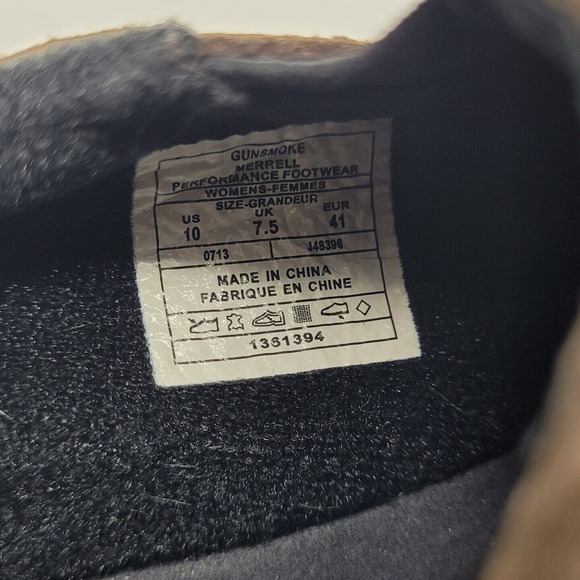 GUNSMOKE
MERRELL
PERFORMANCE FOOTWEAR
WOMENS-FEMMES
SIZE-GRANDEUR
US UK EUR
10 7.5 41
0713 J48396
MADE IN CHINA
FABRIQUE EN CHINE
1361394